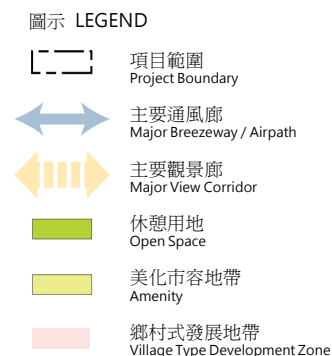 圖示 LEGEND
項目範圍
Project Boundary
主要通風廊
Major Breezeway / Airpath
主要觀景廊
Major View Corridor
休憩用地
Open Space
美化市容地帶
Amenity
鄉村式發展地帶
Village Type Development Zone